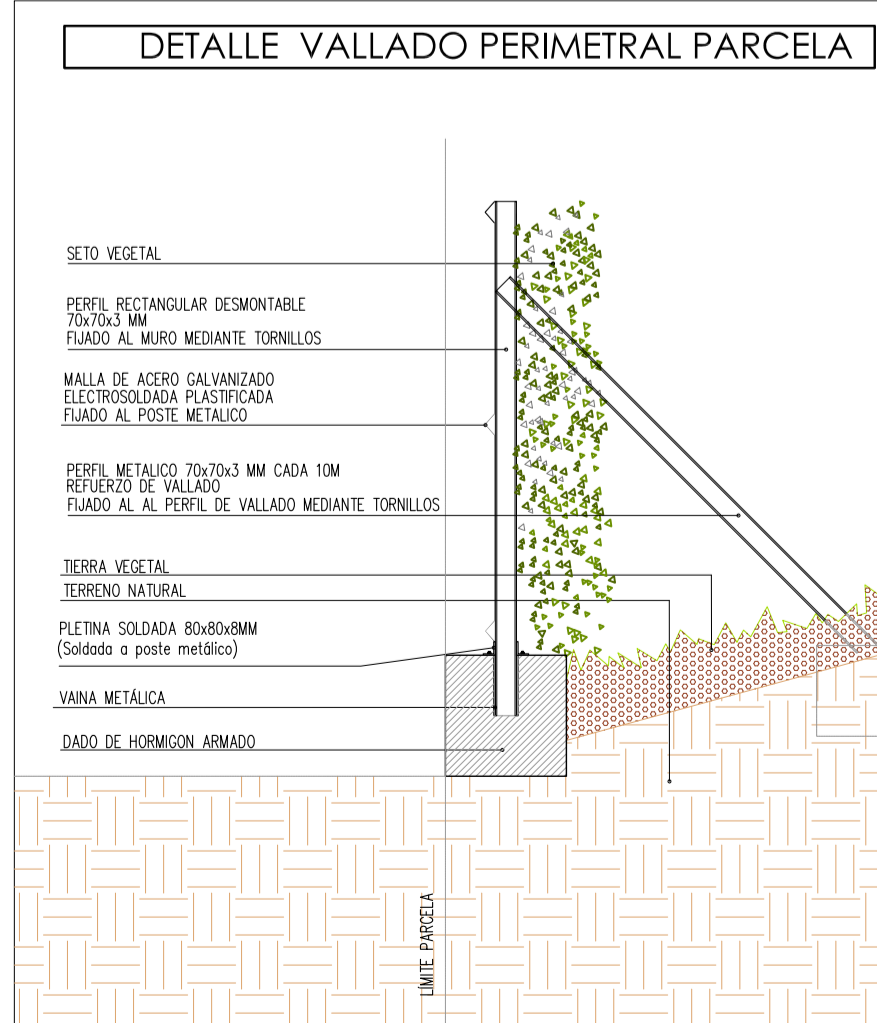 DETALLE VALLADO PERIMETRAL PARCELA
SETO VEGETAL
PERFIL RECTANGULAR DESMONTABLE
70x70x3 MM
FIJADO AL MURO MEDIANTE TORNILLOS
MALLA DE ACERO GALVANIZADO
ELECTROSOLDADA PLASTIFICADA
FIJADO AL POSTE METALICO
PERFIL METALICO 70x70x3 MM CADA 10M
REFUERZO DE VALLADO
FIJADO AL AL PERFIL DE VALLADO MEDIANTE TORNILLOS
TIERRA VEGETAL
TERRENO NATURAL
PLETINA SOLDADA 80x80x8MM
(Soldada a poste metálico)
VAINA METÁLICA
DADO DE HORMIGON ARMADO
LÍMITE PARCELA